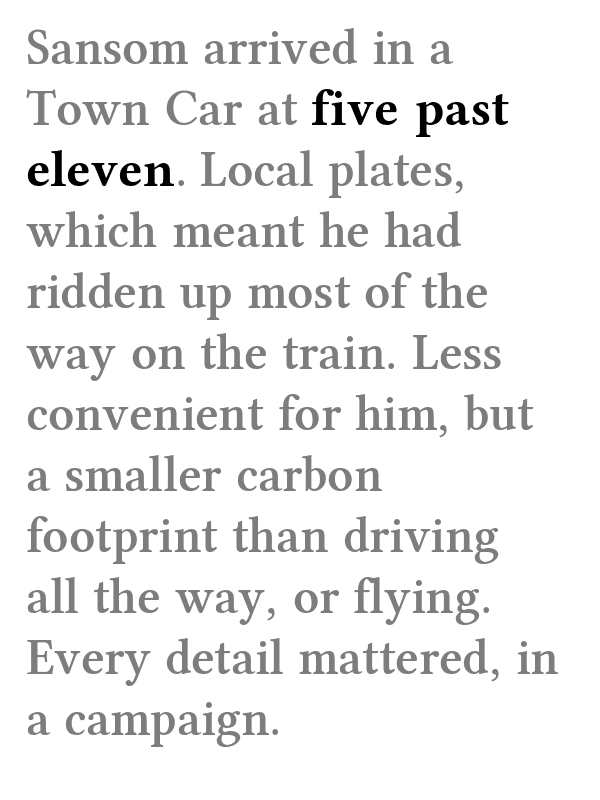 Sansom arrived in a
Town Car at five past
eleven. Local plates,
which meant he had
ridden up most of the
way on the train. Less
convenient for him, but
a smaller carbon
footprint than driving
all the way, or flying.
Every detail mattered, in
a campaign.